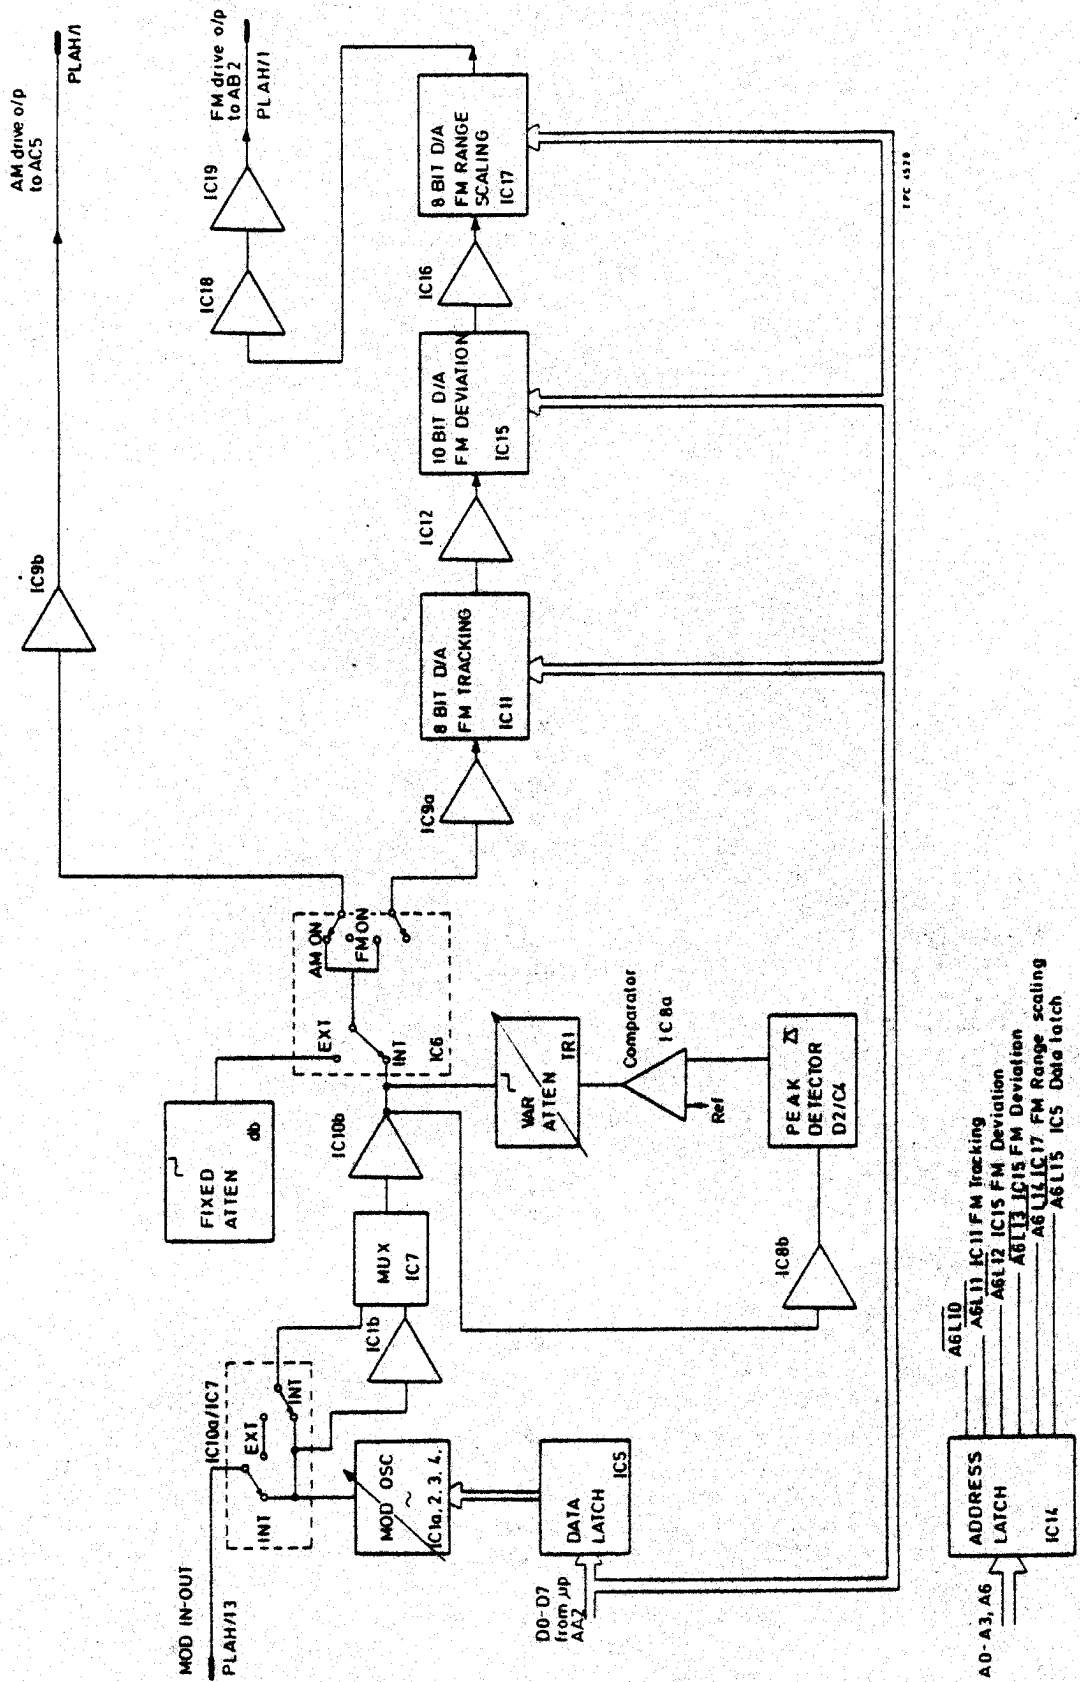 MOD IN-OUT
PLAH/13
INT
EXT
INT
IC10a/IC7
MOD OSC
~
IC1a, 2, 3, 4.
DATA
LATCH
IC5
D0-D7
from µp
AA2
IC1b
MUX
IC7
FIXED
ATTEN
db
IC10b
EXT
INT
IC6
AM ON
FM ON
VAR
ATTEN
TR1
Comparator
IC8a
Ref
PEAK
DETECTOR
D2/C4
IC8b
IC9b
AM drive o/p
to AC5
PLAH/1
IC9a
8 BIT D/A
FM TRACKING
IC11
IC12
10 BIT D/A
FM DEVIATION
IC15
IC16
8 BIT D/A
FM RANGE
SCALING
IC17
IC18
IC19
FM drive o/p
to AB2
PLAH/1
A0-A3, A6
ADDRESS
LATCH
IC14
A6L10
A6L11 IC11 FM Tracking
A6L12 IC15 FM Deviation
A6L13 IC15 FM Deviation
A6L14 IC17 FM Range scaling
A6L15 IC5 Data latch